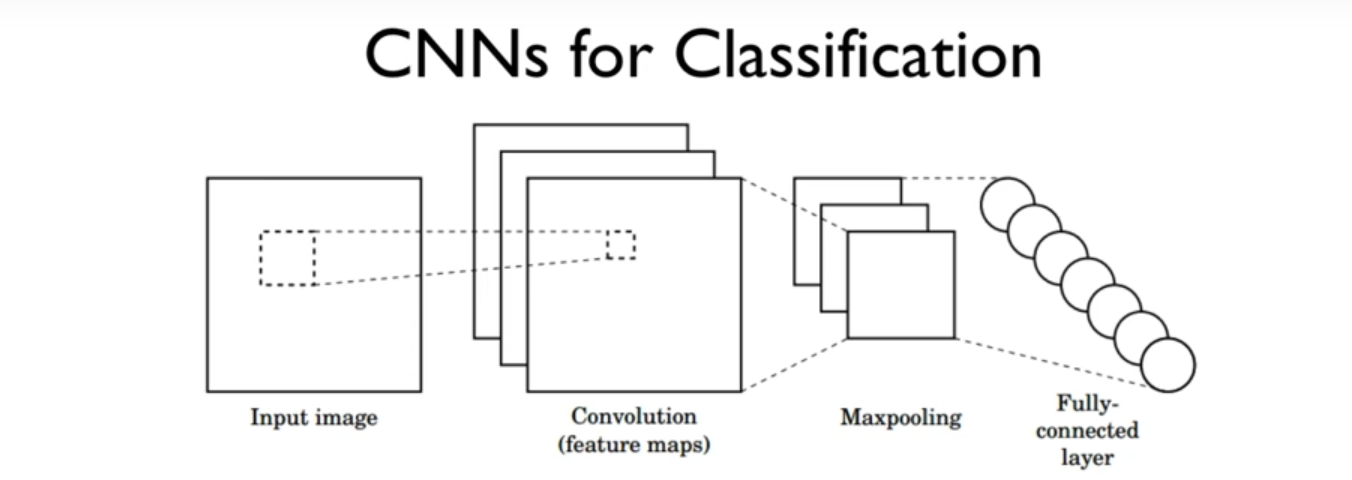 CNNs for Classification
Input image
Convolution
(feature maps)
Maxpooling
Fully-
connected
layer